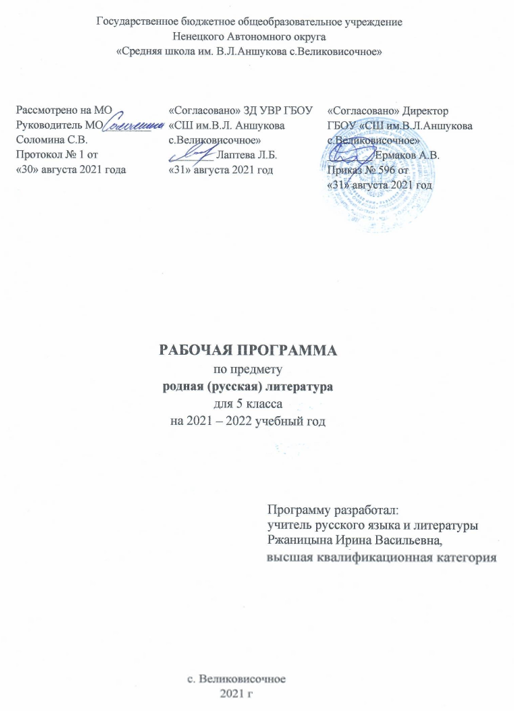 Государственное бюджетное общеобразовательное учреждение
Ненецкого Автономного округа
«Средняя школа им. В.Л.Аншукова с.Великовисочное»
Рассмотрено на МО
Руководитель МО
Соломина С.В.
Протокол № 1 от
«30» августа 2021 года
«Согласовано» ЗД УВР ГБОУ
«СШ им.В.Л. Аншукова
с.Великовисочное»
Лаптева Л.Б.
«31» августа 2021 год
«Согласовано» Директор
ГБОУ «СШ им.В.Л.Аншукова
с.Великовисочное»
Ермаков А.В.
Приказ № 596 от
«31» августа 2021 год
РАБОЧАЯ ПРОГРАММА
по предмету
родная (русская) литература
для 5 класса
на 2021 – 2022 учебный год
Программу разработал:
учитель русского языка и литературы
Ржаницына Ирина Васильевна,
высшая квалификационная категория
с. Великовисочное
2021 г